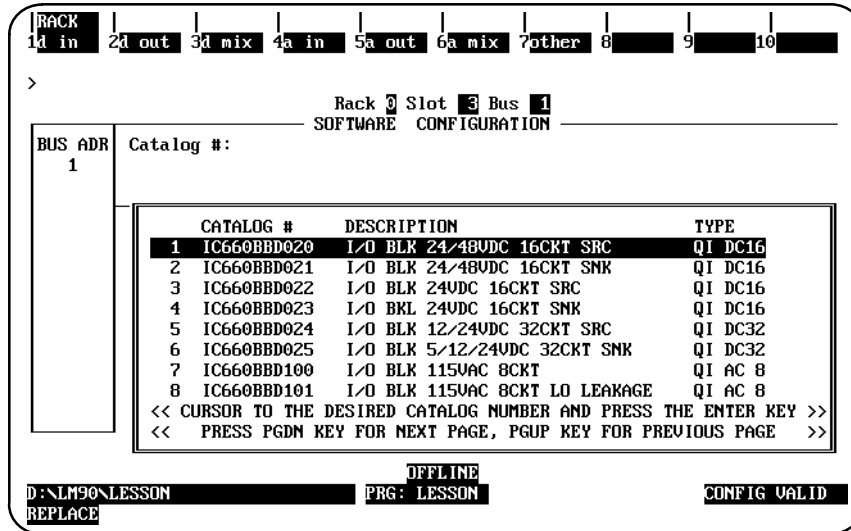 RACK
1d in 2d out 3d mix 4a in 5a out 6a mix 7other 8 9 10
>
Rack 0 Slot 3 Bus 1
SOFTWARE CONFIGURATION
BUS ADR Catalog #:
1
CATALOG # DESCRIPTION TYPE
1 IC660BBD020 I/O BLK 24/48VDC 16CKT SRC QI DC16
2 IC660BBD021 I/O BLK 24/48VDC 16CKT SNK QI DC16
3 IC660BBD022 I/O BLK 24VDC 16CKT SRC QI DC16
4 IC660BBD023 I/O BKL 24VDC 16CKT SNK QI DC16
5 IC660BBD024 I/O BLK 12/24VDC 32CKT SRC QI DC32
6 IC660BBD025 I/O BLK 5/12/24VDC 32CKT SNK QI DC32
7 IC660BBD100 I/O BLK 115VAC 8CKT QI AC 8
8 IC660BBD101 I/O BLK 115VAC 8CKT LO LEAKAGE QI AC 8
<< CURSOR TO THE DESIRED CATALOG NUMBER AND PRESS THE ENTER KEY >>
<< PRESS PGDN KEY FOR NEXT PAGE, PGUP KEY FOR PREVIOUS PAGE >>
OFFLINE
D:\LM90\LESSON PRG: LESSON CONFIG VALID
REPLACE